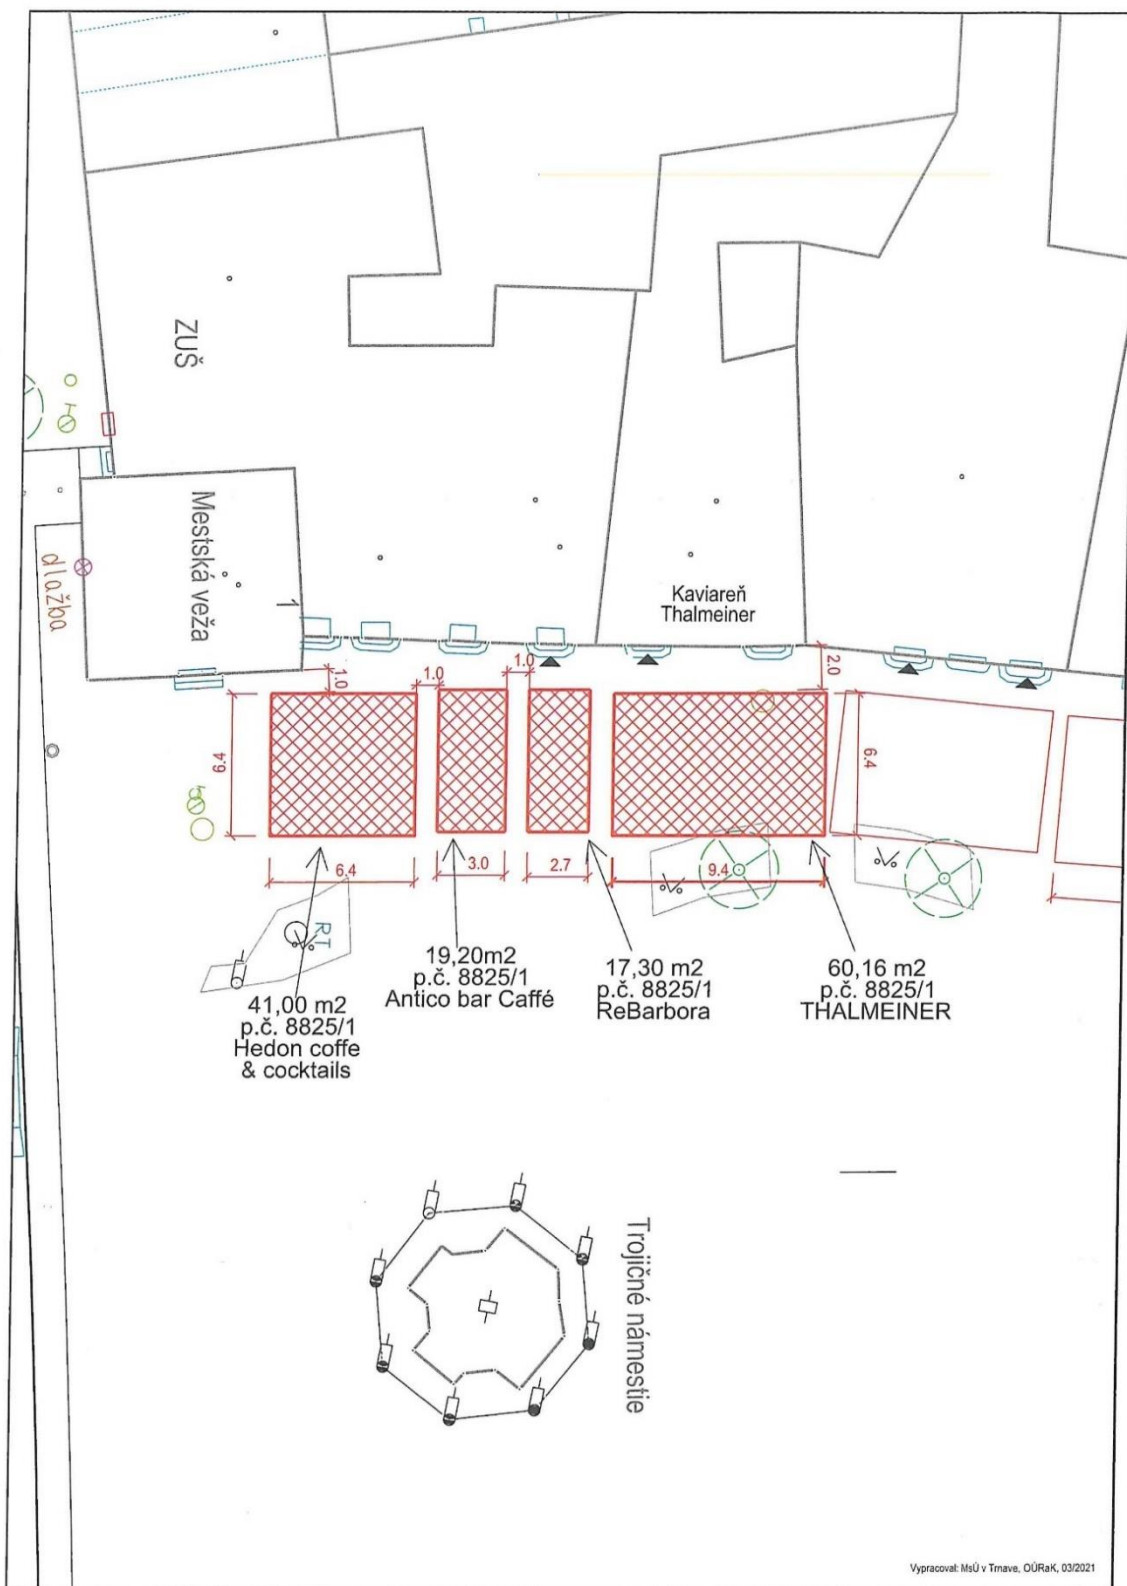 ZUŠ
Mestská veža
1
dlažba
Kaviareň
Thalmeiner
1.0
1.0
1.0
2.0
6.4
6.4
6.4
3.0
2.7
9.4
RT
41,00 m2
p.č. 8825/1
Hedon coffe
& cocktails
19,20m2
p.č. 8825/1
Antico bar Caffé
17,30 m2
p.č. 8825/1
ReBarbora
60,16 m2
p.č. 8825/1
THALMEINER
Trojičné námestie
Vypracoval: MsÚ v Trnave, OÚRaK, 03/2021